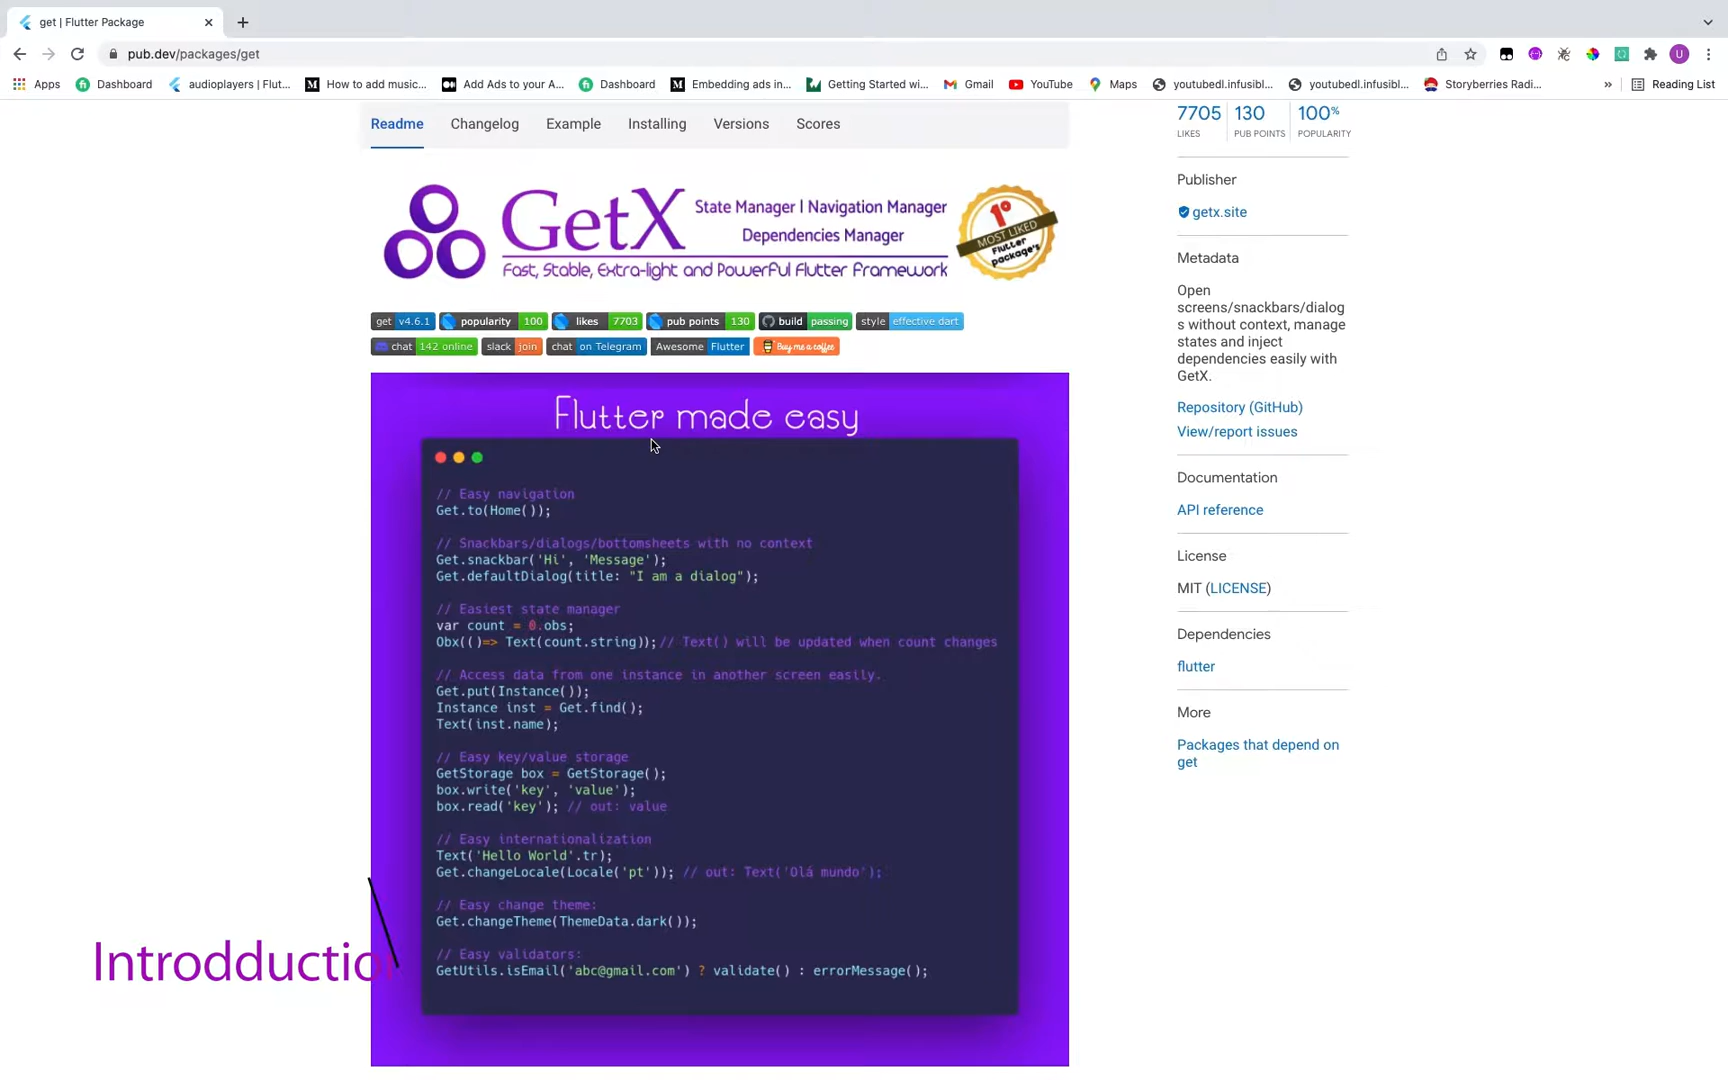 get | Flutter Package
pub.dev/packages/get
U
Apps
Dashboard
audioplayers | Flut...
How to add music...
Add Ads to your A...
Dashboard
Embedding ads in...
Getting Started wi...
Gmail
YouTube
Maps
youtubedl.infusibl...
youtubedl.infusibl...
Storyberries Radi...
»
Reading List
Readme
Changelog
Example
Installing
Versions
Scores
7705
LIKES
130
PUB POINTS
100%
POPULARITY
GetX
State Manager | Navigation Manager
Dependencies Manager
Fast, Stable, Extra-light and Powerful Flutter Framework
1º
MOST LIKED
Flutter
package's
get v4.6.1
popularity 100
likes 7703
pub points 130
build passing
style effective dart
chat 142 online
slack join
chat on Telegram
Awesome Flutter
Buy me a coffee
Flutter made easy
// Easy navigation
Get.to(Home());
// Snackbars/dialogs/bottomsheets with no context
Get.snackbar('Hi', 'Message');
Get.defaultDialog(title: "I am a dialog");
// Easiest state manager
var count = 0.obs;
Obx(()=> Text(count.string));// Text() will be updated when count changes
// Access data from one instance in another screen easily.
Get.put(Instance());
Instance inst = Get.find();
Text(inst.name);
// Easy key/value storage
GetStorage box = GetStorage();
box.write('key', 'value');
box.read('key'); // out: value
// Easy internationalization
Text('Hello World'.tr);
Get.changeLocale(Locale('pt')); // out: Text('Olá mundo');
// Easy change theme:
Get.changeTheme(ThemeData.dark());
// Easy validators:
GetUtils.isEmail('abc@gmail.com') ? validate() : errorMessage();
Introdduction
Publisher
getx.site
Metadata
Open
screens/snackbars/dialog
s without context, manage
states and inject
dependencies easily with
GetX.
Repository (GitHub)
View/report issues
Documentation
API reference
License
MIT (LICENSE)
Dependencies
flutter
More
Packages that depend on
get